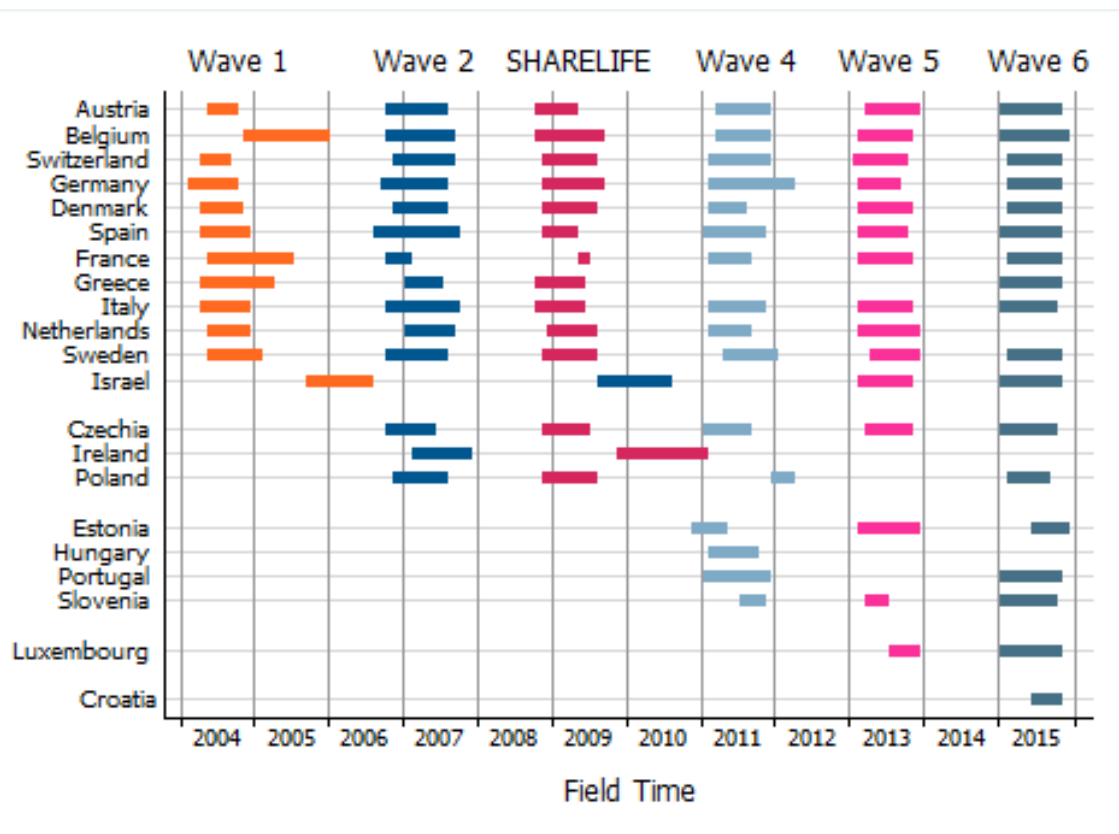 Wave 1 Wave 2 SHARELIFE Wave 4 Wave 5 Wave 6
Austria
Belgium
Switzerland
Germany
Denmark
Spain
France
Greece
Italy
Netherlands
Sweden
Israel
Czechia
Ireland
Poland
Estonia
Hungary
Portugal
Slovenia
Luxembourg
Croatia
2004 2005 2006 2007 2008 2009 2010 2011 2012 2013 2014 2015
Field Time